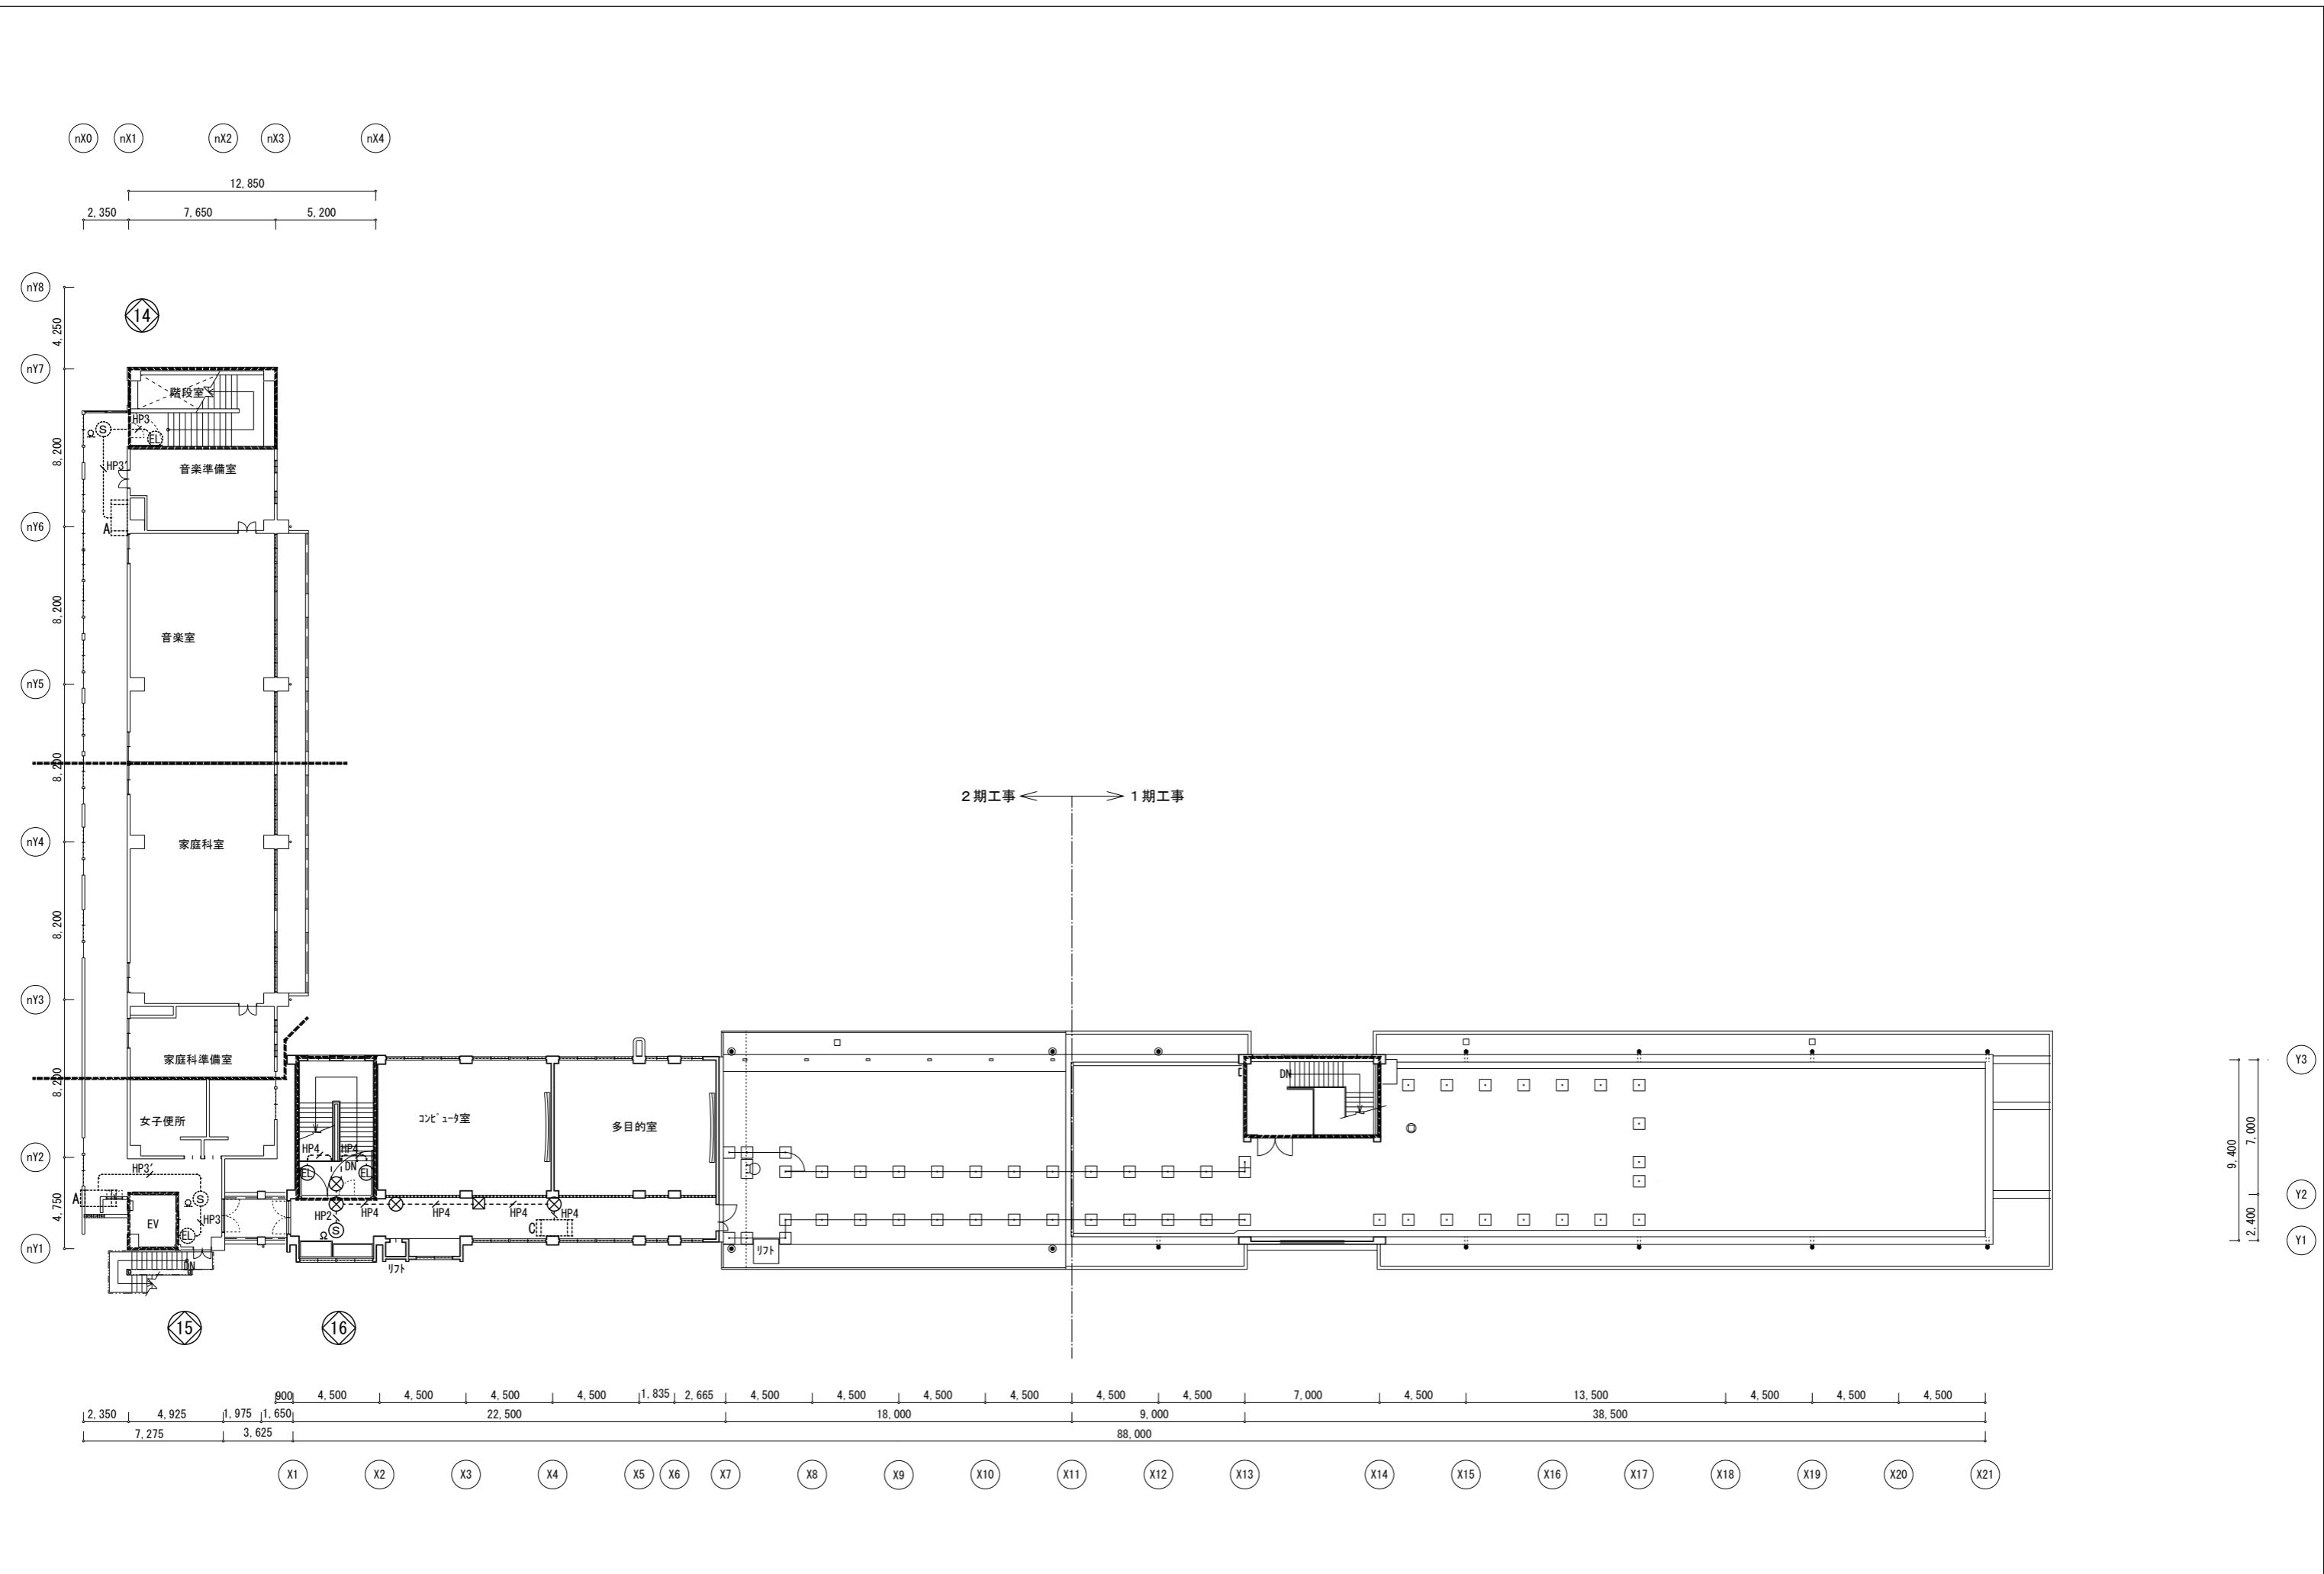 nX0 nX1 nX2 nX3 nX4
12,850
2,350 7,650 5,200
nY8
14
4,250
nY7
階段室
HP3
S
EL
8,200
HP3'
音楽準備室
A
nY6
8,200
音楽室
nY5
8,200
2期工事 1期工事
家庭科室
nY4
8,200
nY3
家庭科準備室
8,200
女子便所
コンピュータ室
多目的室
DN
Y3
7,000
9,400
nY2
HP4 HP4
EL DN EL
HP3'
A
S
EV
HP3
EL
4,750
HP2 HP4 HP4 HP4 HP4
S
C
リフト
リフト
Y2
2,400
Y1
nY1
DN
15 16
900 4,500 4,500 4,500 4,500 1,835 2,665 4,500 4,500 4,500 4,500 4,500 4,500 7,000 4,500 13,500 4,500 4,500 4,500
2,350 4,925 1,975 1,650 22,500 18,000 9,000 38,500
7,275 3,625 88,000
X1 X2 X3 X4 X5 X6 X7 X8 X9 X10 X11 X12 X13 X14 X15 X16 X17 X18 X19 X20 X21